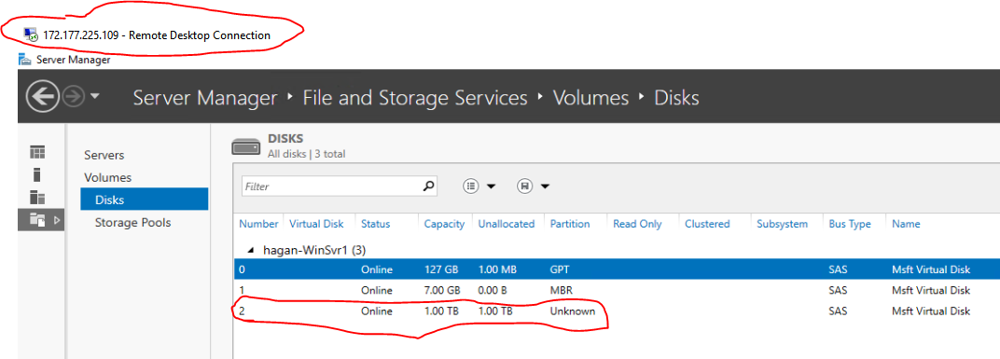 172.177.225.109 - Remote Desktop Connection
Server Manager
Server Manager ‣ File and Storage Services ‣ Volumes ‣ Disks
Servers
Volumes
Disks
Storage Pools
DISKS
All disks | 3 total
Filter
Number Virtual Disk Status Capacity Unallocated Partition Read Only Clustered Subsystem Bus Type Name
hagan-WinSvr1 (3)
0 Online 127 GB 1.00 MB GPT SAS Msft Virtual Disk
1 Online 7.00 GB 0.00 B MBR SAS Msft Virtual Disk
2 Online 1.00 TB 1.00 TB Unknown SAS Msft Virtual Disk